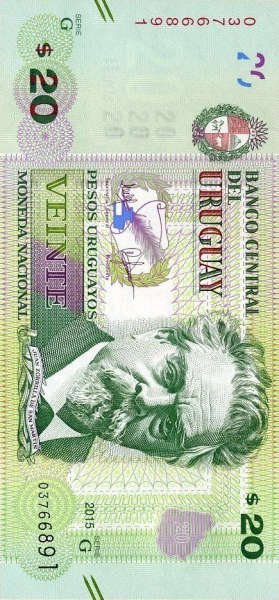 BANCO CENTRAL
DEL
URUGUAY
PESOS URUGUAYOS
VEINTE
MONEDA NACIONAL
$ 20
SERIE
G
03766891
20
JUAN ZORRILLA DE SAN MARTIN
03766891
2015 SERIE
G
20
$ 20